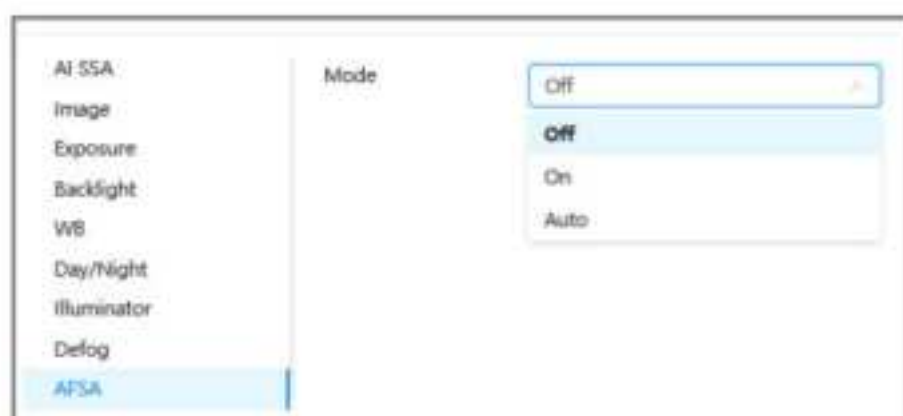 AI SSA
Image
Exposure
Backlight
WB
Day/Night
Illuminator
Defog
AFSA
Mode
Off
Off
On
Auto